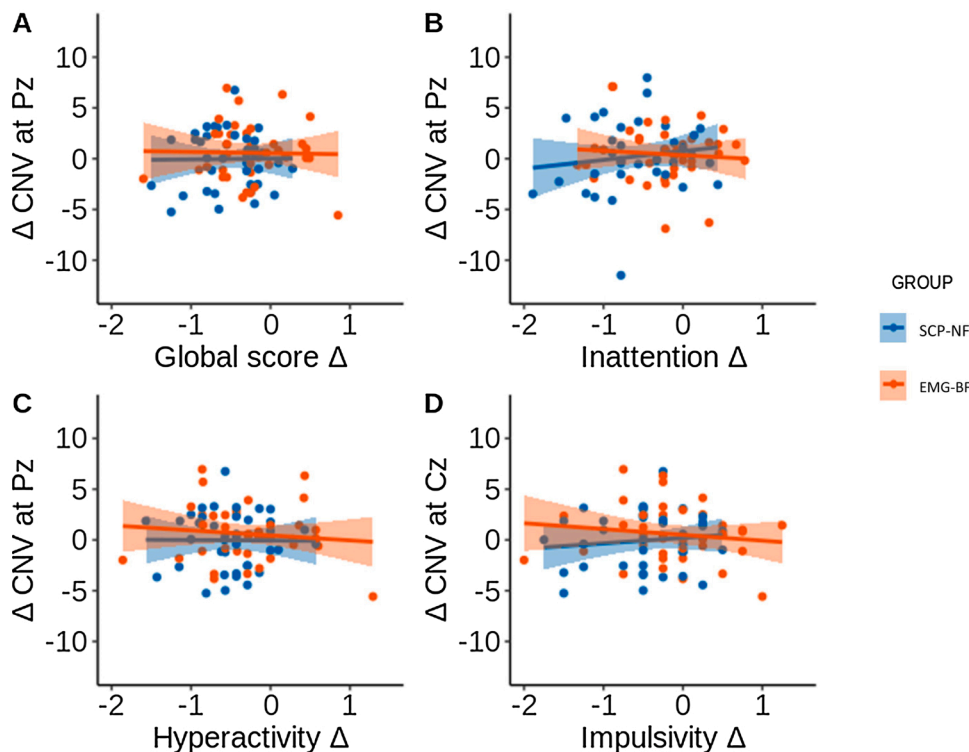 A
10
5
0
-5
-10
Δ CNV at Pz
-2 -1 0 1
Global score Δ
B
10
5
0
-5
-10
Δ CNV at Pz
-2 -1 0 1
Inattention Δ
GROUP
SCP-NF
EMG-BF
C
10
5
0
-5
-10
Δ CNV at Pz
-2 -1 0 1
Hyperactivity Δ
D
10
5
0
-5
-10
Δ CNV at Cz
-2 -1 0 1
Impulsivity Δ